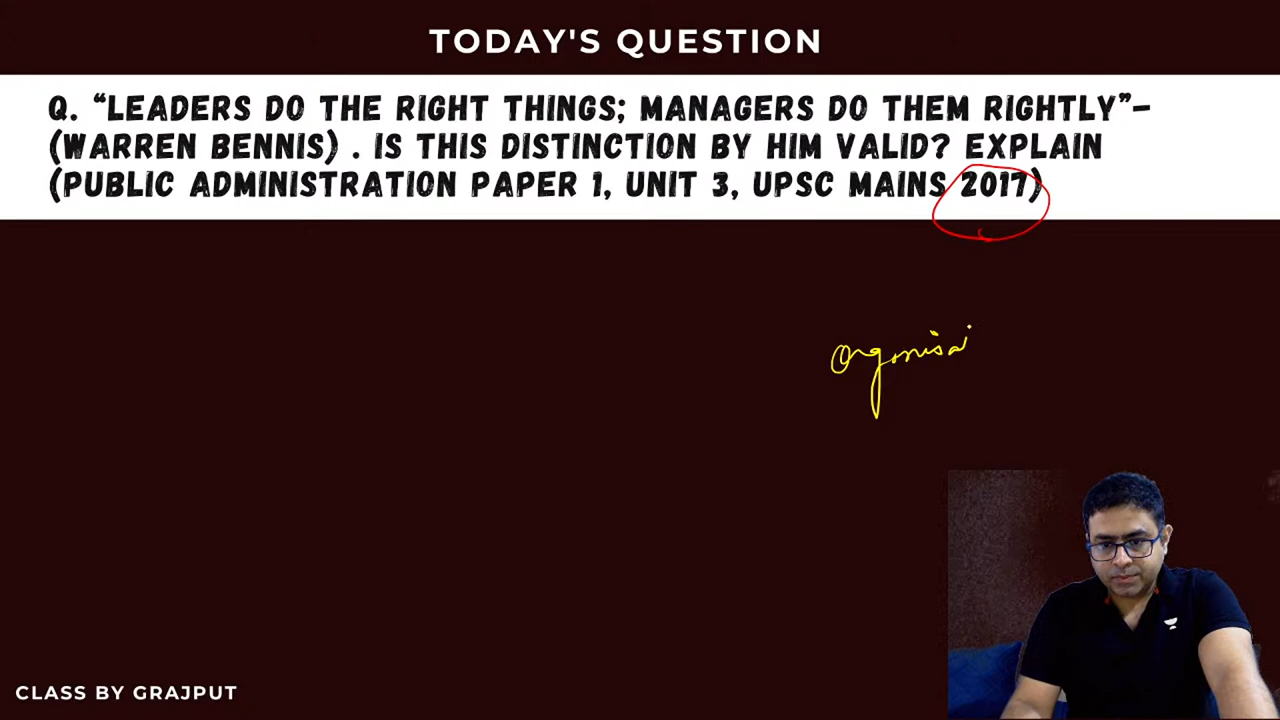 TODAY'S QUESTION
Q. “LEADERS DO THE RIGHT THINGS; MANAGERS DO THEM RIGHTLY”–
(WARREN BENNIS) . IS THIS DISTINCTION BY HIM VALID? EXPLAIN
(PUBLIC ADMINISTRATION PAPER 1, UNIT 3, UPSC MAINS 2017)
Organisai
CLASS BY GRAJPUT